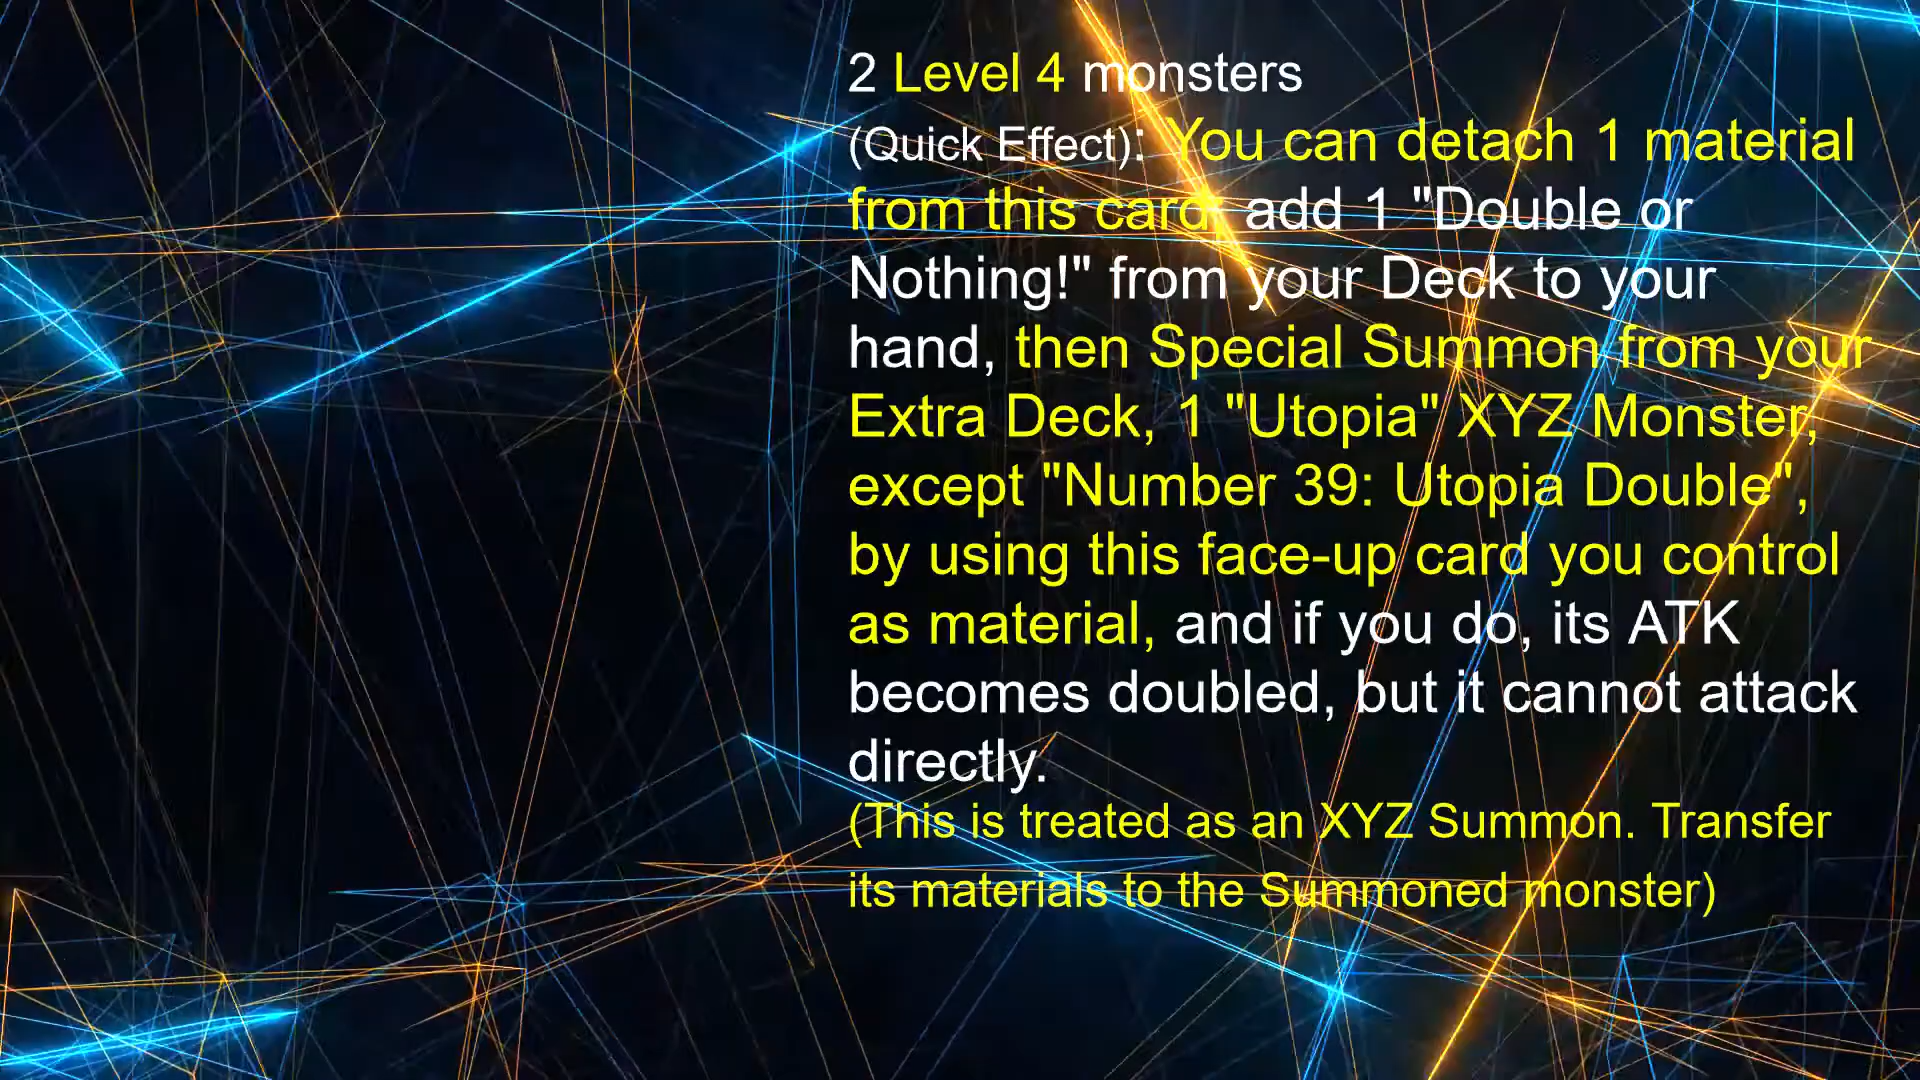 2 Level 4 monsters
(Quick Effect): You can detach 1 material
from this card; add 1 "Double or
Nothing!" from your Deck to your
hand, then Special Summon from your
Extra Deck, 1 "Utopia" XYZ Monster,
except "Number 39: Utopia Double",
by using this face-up card you control
as material, and if you do, its ATK
becomes doubled, but it cannot attack
directly.
(This is treated as an XYZ Summon. Transfer
its materials to the Summoned monster)